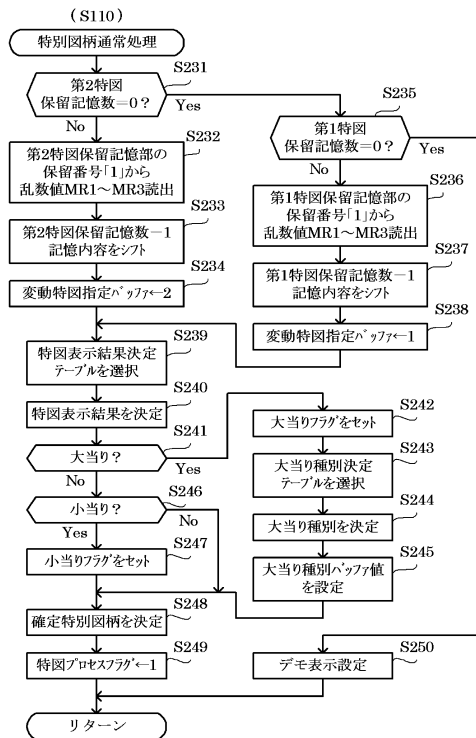 (S110)
特別図柄通常処理
S231
第2特図
保留記憶数=0?
Yes
No
S232
第2特図保留記憶部の
保留番号「1」から
乱数値MR1~MR3読出
S233
第2特図保留記憶数-1
記憶内容をシフト
S234
変動特図指定バッファ←2
S235
第1特図
保留記憶数=0?
Yes
No
S236
第1特図保留記憶部の
保留番号「1」から
乱数値MR1~MR3読出
S237
第1特図保留記憶数-1
記憶内容をシフト
S238
変動特図指定バッファ←1
S239
特図表示結果決定
テーブルを選択
S240
特図表示結果を決定
S241
大当り?
Yes
No
S242
大当りフラグをセット
S243
大当り種別決定
テーブルを選択
S244
大当り種別を決定
S245
大当り種別バッファ値
を設定
S246
小当り?
Yes
No
S247
小当りフラグをセット
S248
確定特別図柄を決定
S249
特図プロセスフラグ←1
S250
デモ表示設定
リターン